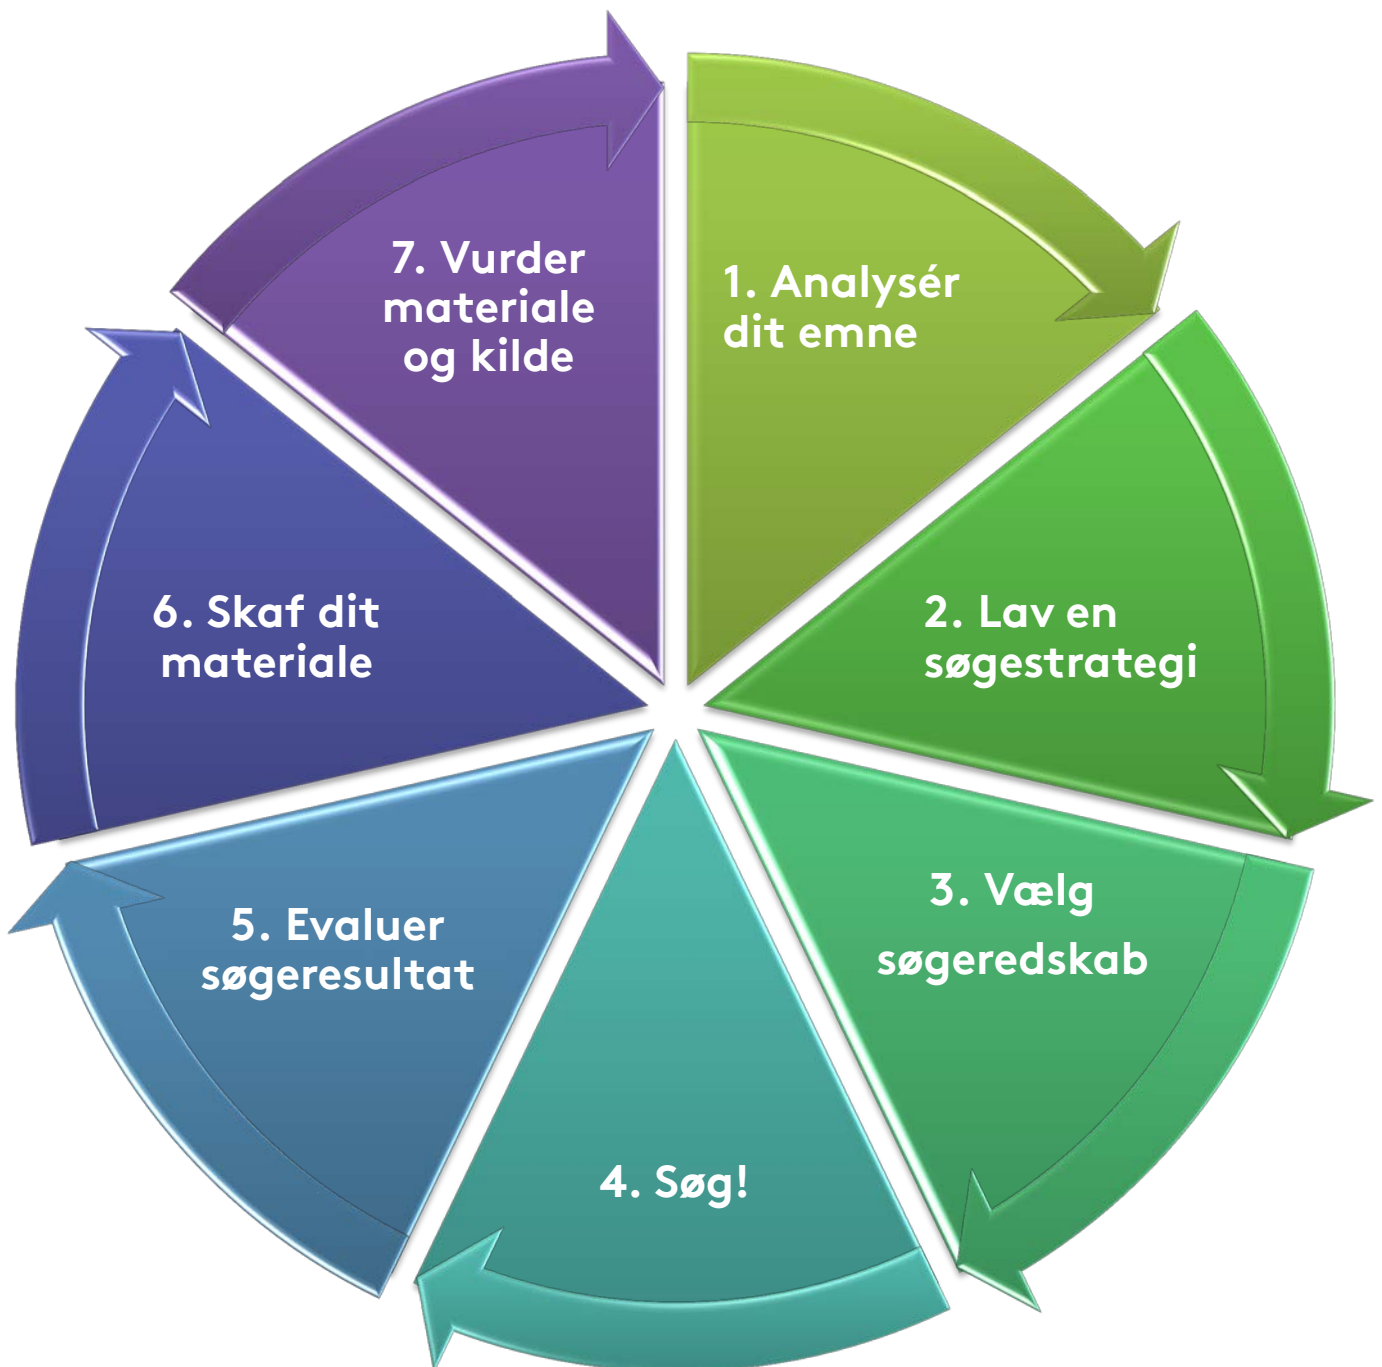 1. Analysér
dit emne
2. Lav en
søgestrategi
3. Vælg
søgeredskab
4. Søg!
5. Evaluer
søgeresultat
6. Skaf dit
materiale
7. Vurder
materiale
og kilde